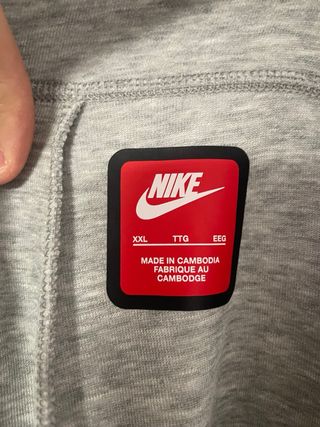 NIKE
XXL TTG EEG
MADE IN CAMBODIA
FABRIQUE AU
CAMBODGE